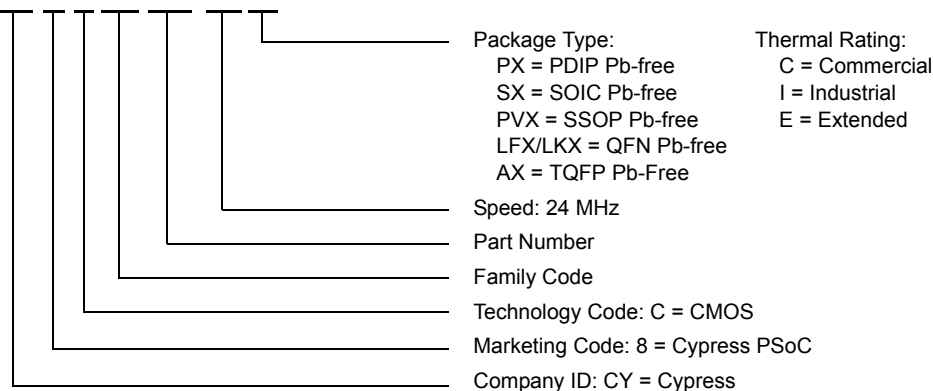 Package Type:
PX = PDIP Pb-free
SX = SOIC Pb-free
PVX = SSOP Pb-free
LFX/LKX = QFN Pb-free
AX = TQFP Pb-Free
Thermal Rating:
C = Commercial
I = Industrial
E = Extended
Speed: 24 MHz
Part Number
Family Code
Technology Code: C = CMOS
Marketing Code: 8 = Cypress PSoC
Company ID: CY = Cypress